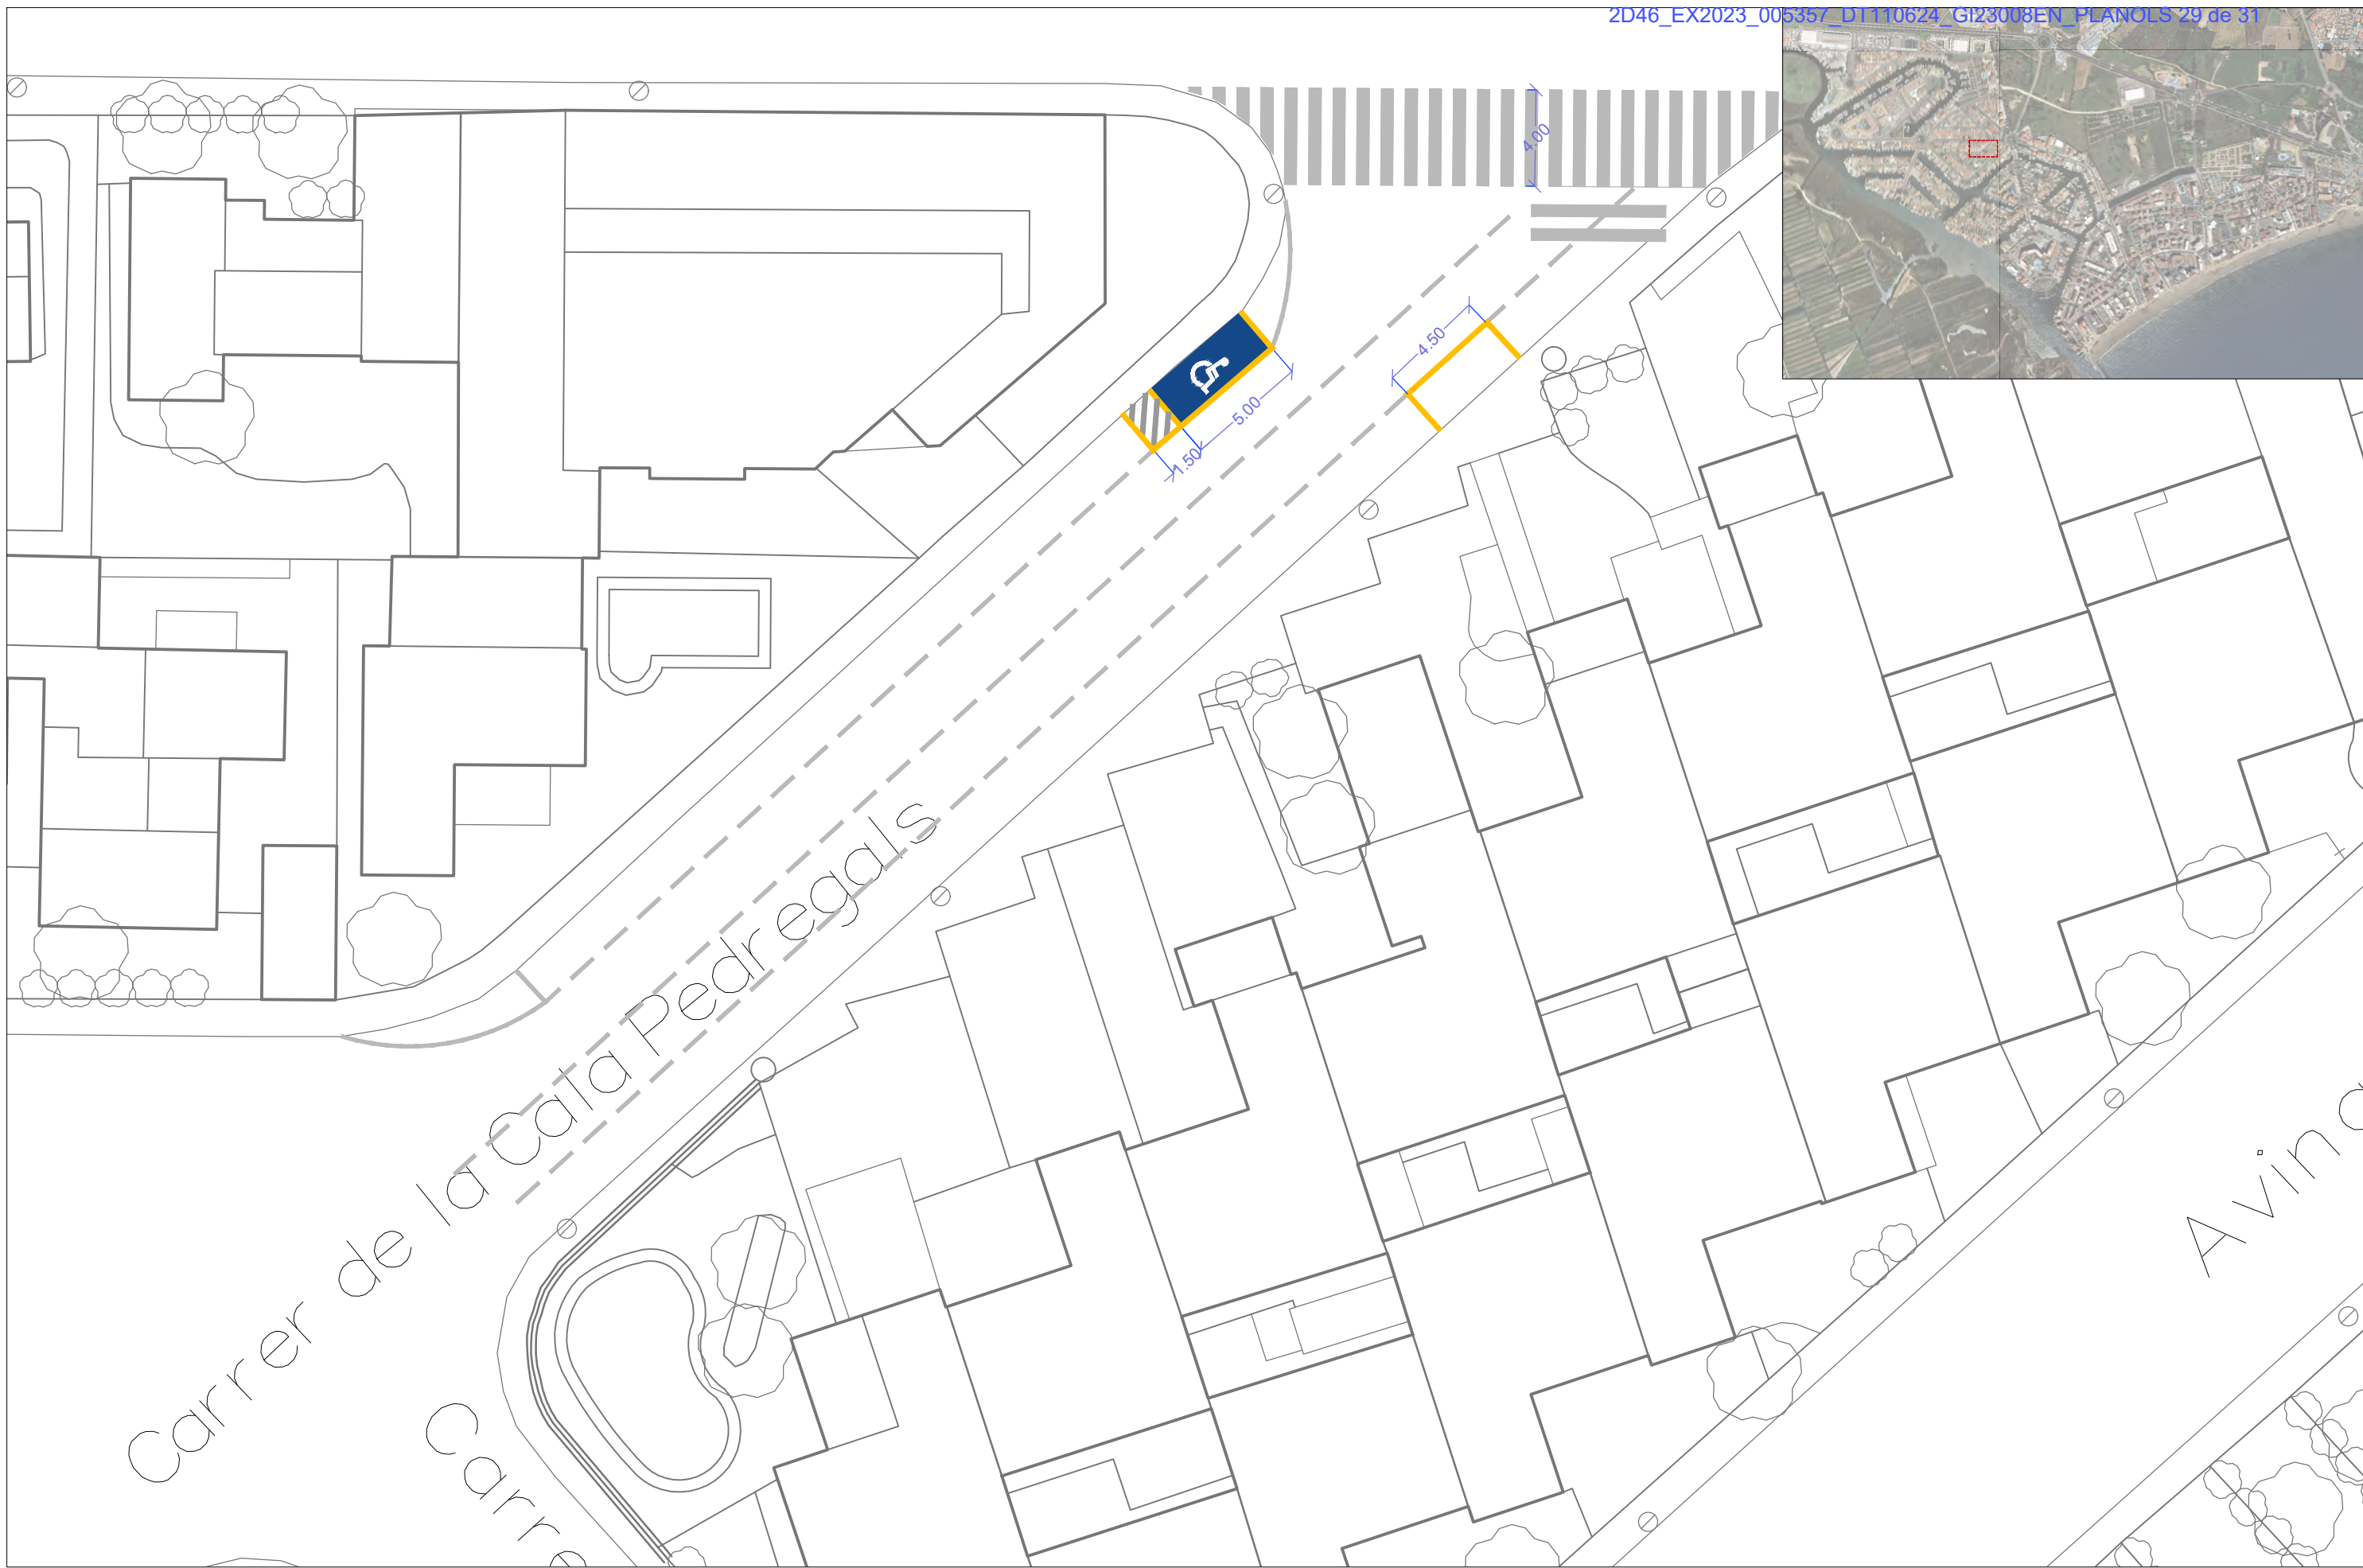 2D46_EX2023_005357_DT110624_GI23008EN_PLANOLS 29 de 31
4.00
4.50
5.00
1.50
Carrer de la Cala Pedregals
Carre
Avin